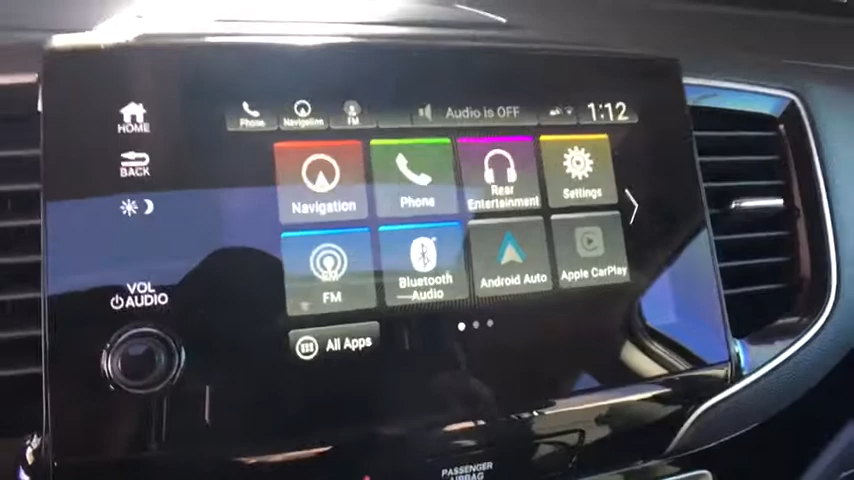 HOME
BACK
VOL
AUDIO
Phone
Navigation
FM
Audio is OFF
1:12
Navigation
Phone
Rear
Entertainment
Settings
FM
Bluetooth
Audio
Android Auto
Apple CarPlay
All Apps
PASSENGER
AIRBAG